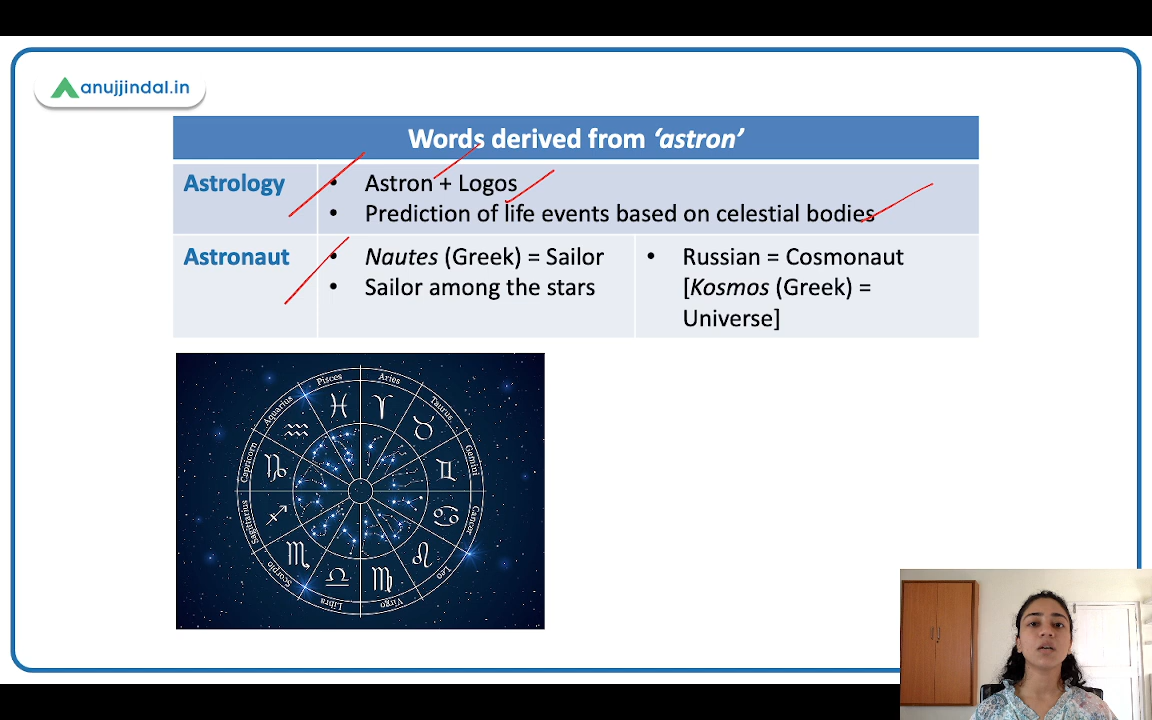 anujjindal.in
Words derived from ‘astron’
Astrology
• Astron + Logos
• Prediction of life events based on celestial bodies
Astronaut
• Nautes (Greek) = Sailor
• Sailor among the stars
• Russian = Cosmonaut
[Kosmos (Greek) =
Universe]
Pisces
Aries
Taurus
Gemini
Cancer
Leo
Virgo
Libra
Scorpio
Sagittarius
Capricorn
Aquarius